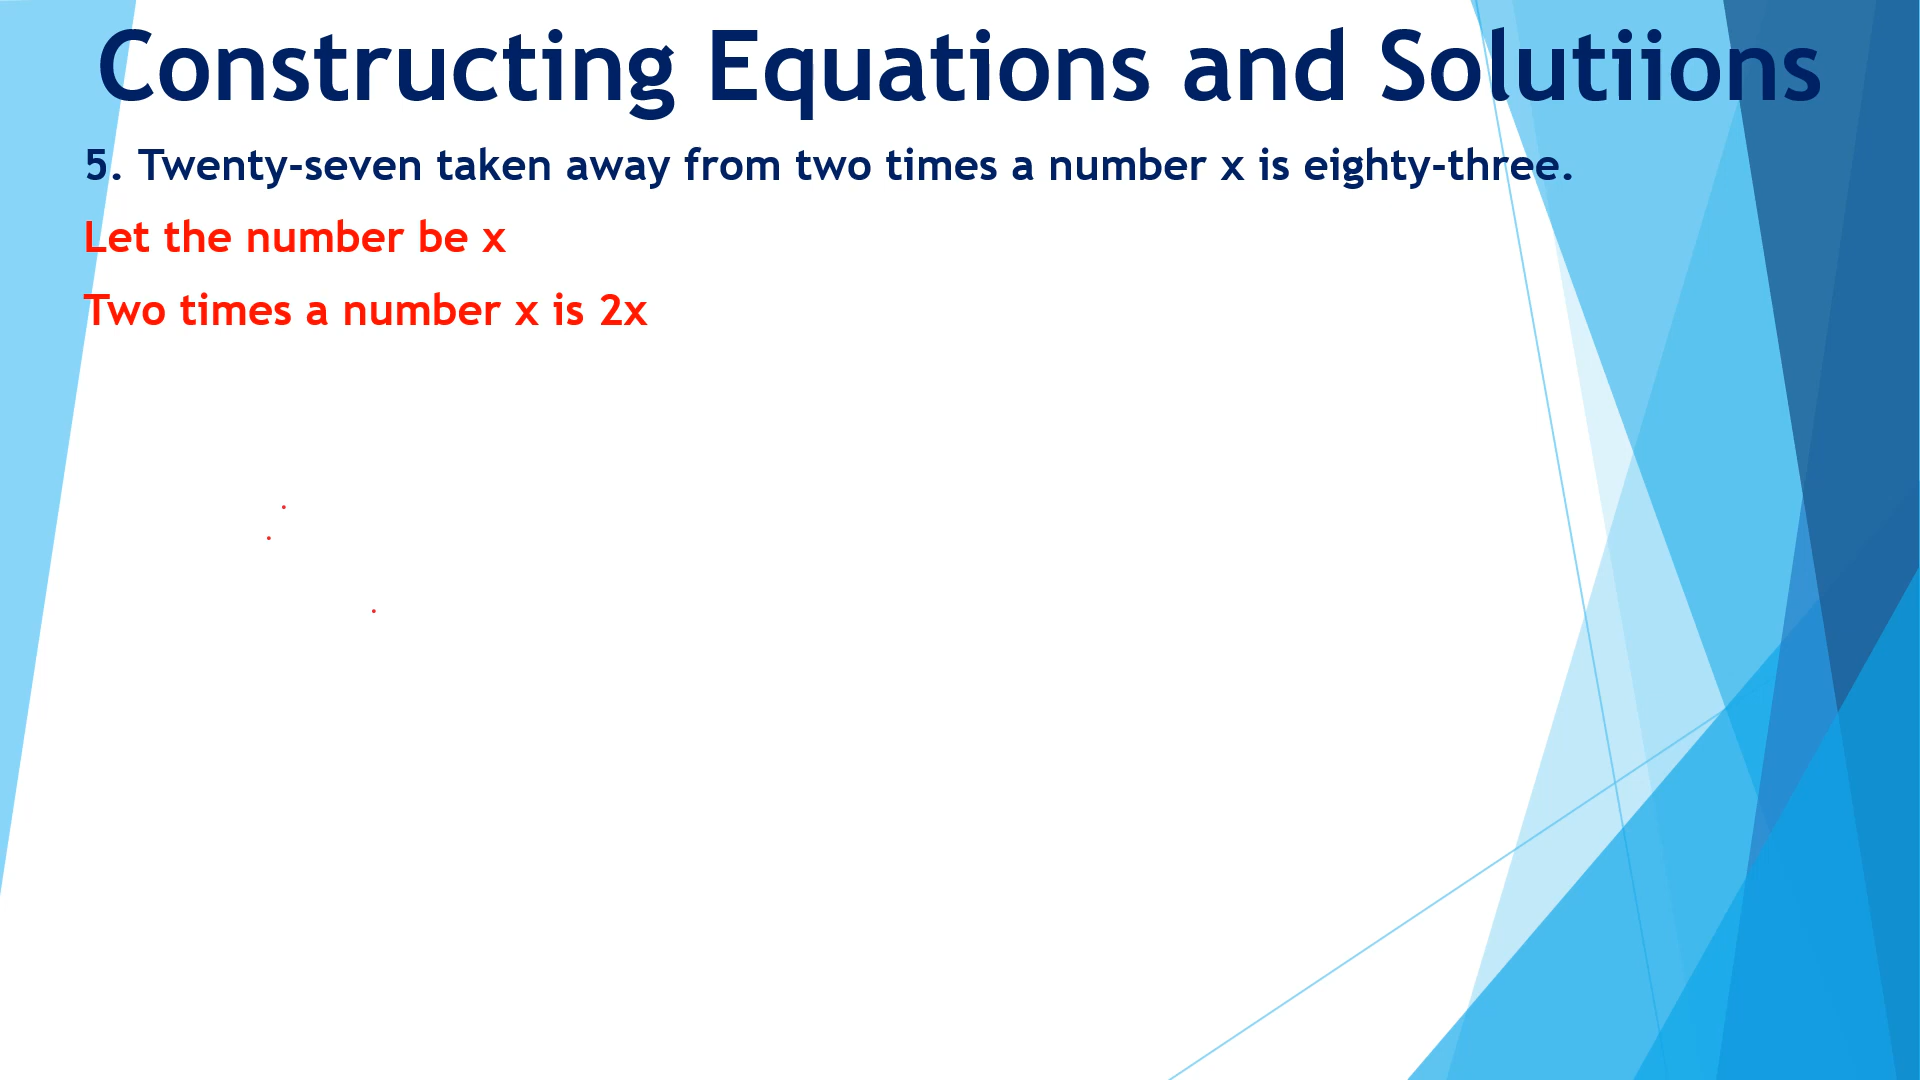 Constructing Equations and Solutiions
5. Twenty-seven taken away from two times a number x is eighty-three.
Let the number be x
Two times a number x is 2x